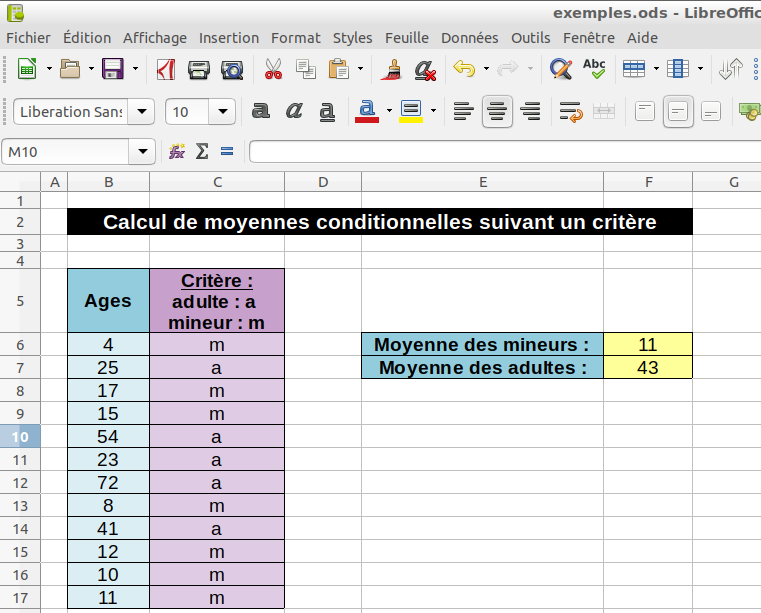 exemples.ods - LibreOffic
Fichier Édition Affichage Insertion Format Styles Feuille Données Outils Fenêtre Aide
Abc
Liberation Sans 10 a a a a
M10 fx Σ =
A B C D E F G
1
2 Calcul de moyennes conditionnelles suivant un critère
3
4
5 Ages Critère :
adulte : a
mineur : m
6 4 m Moyenne des mineurs : 11
7 25 a Moyenne des adultes : 43
8 17 m
9 15 m
10 54 a
11 23 a
12 72 a
13 8 m
14 41 a
15 12 m
16 10 m
17 11 m